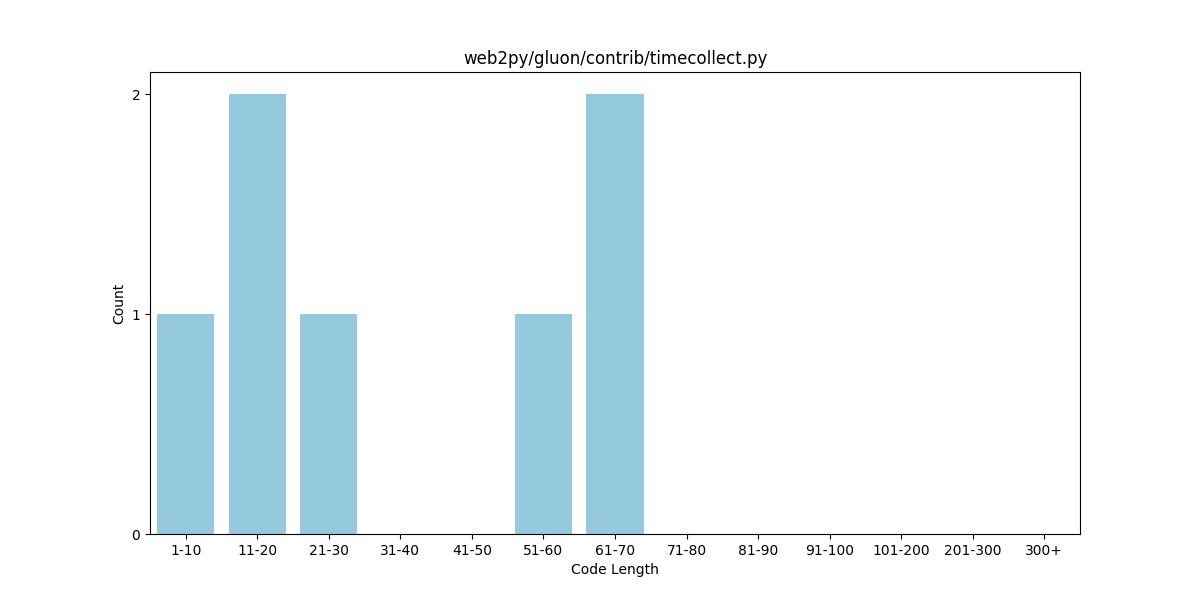 web2py/gluon/contrib/timecollect.py
2
1
0
Count
1-10 11-20 21-30 31-40 41-50 51-60 61-70 71-80 81-90 91-100 101-200 201-300 300+
Code Length